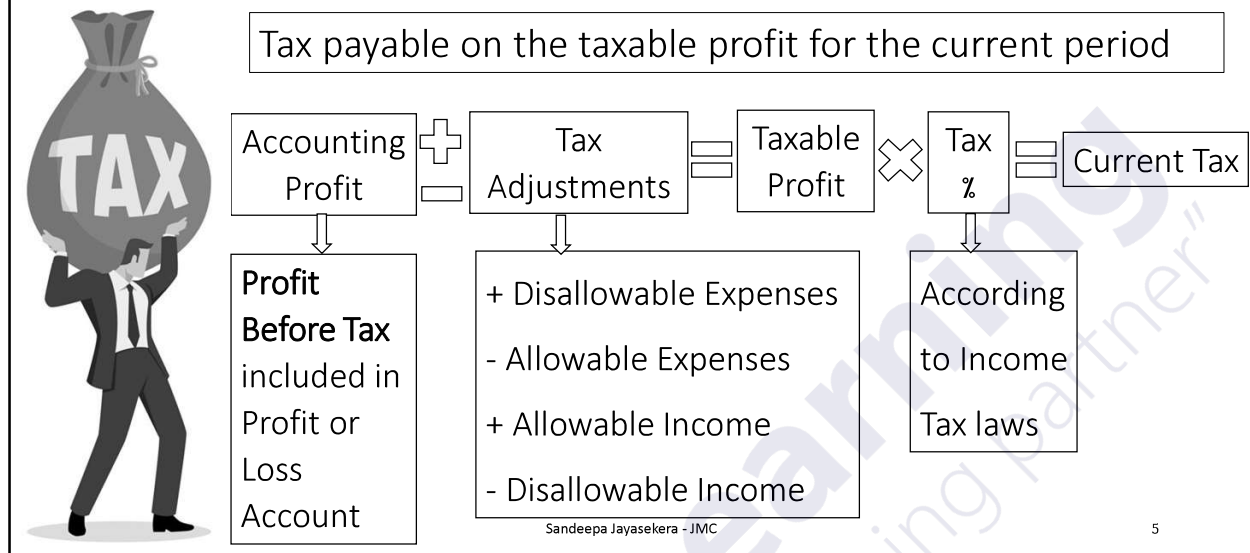 Tax payable on the taxable profit for the current period
TAX
Accounting
Profit
Tax
Adjustments
Taxable
Profit
Tax
%
Current Tax
Profit
Before Tax
included in
Profit or
Loss
Account
+ Disallowable Expenses
- Allowable Expenses
+ Allowable Income
- Disallowable Income
According
to Income
Tax laws
Sandeepa Jayasekera - JMC
5